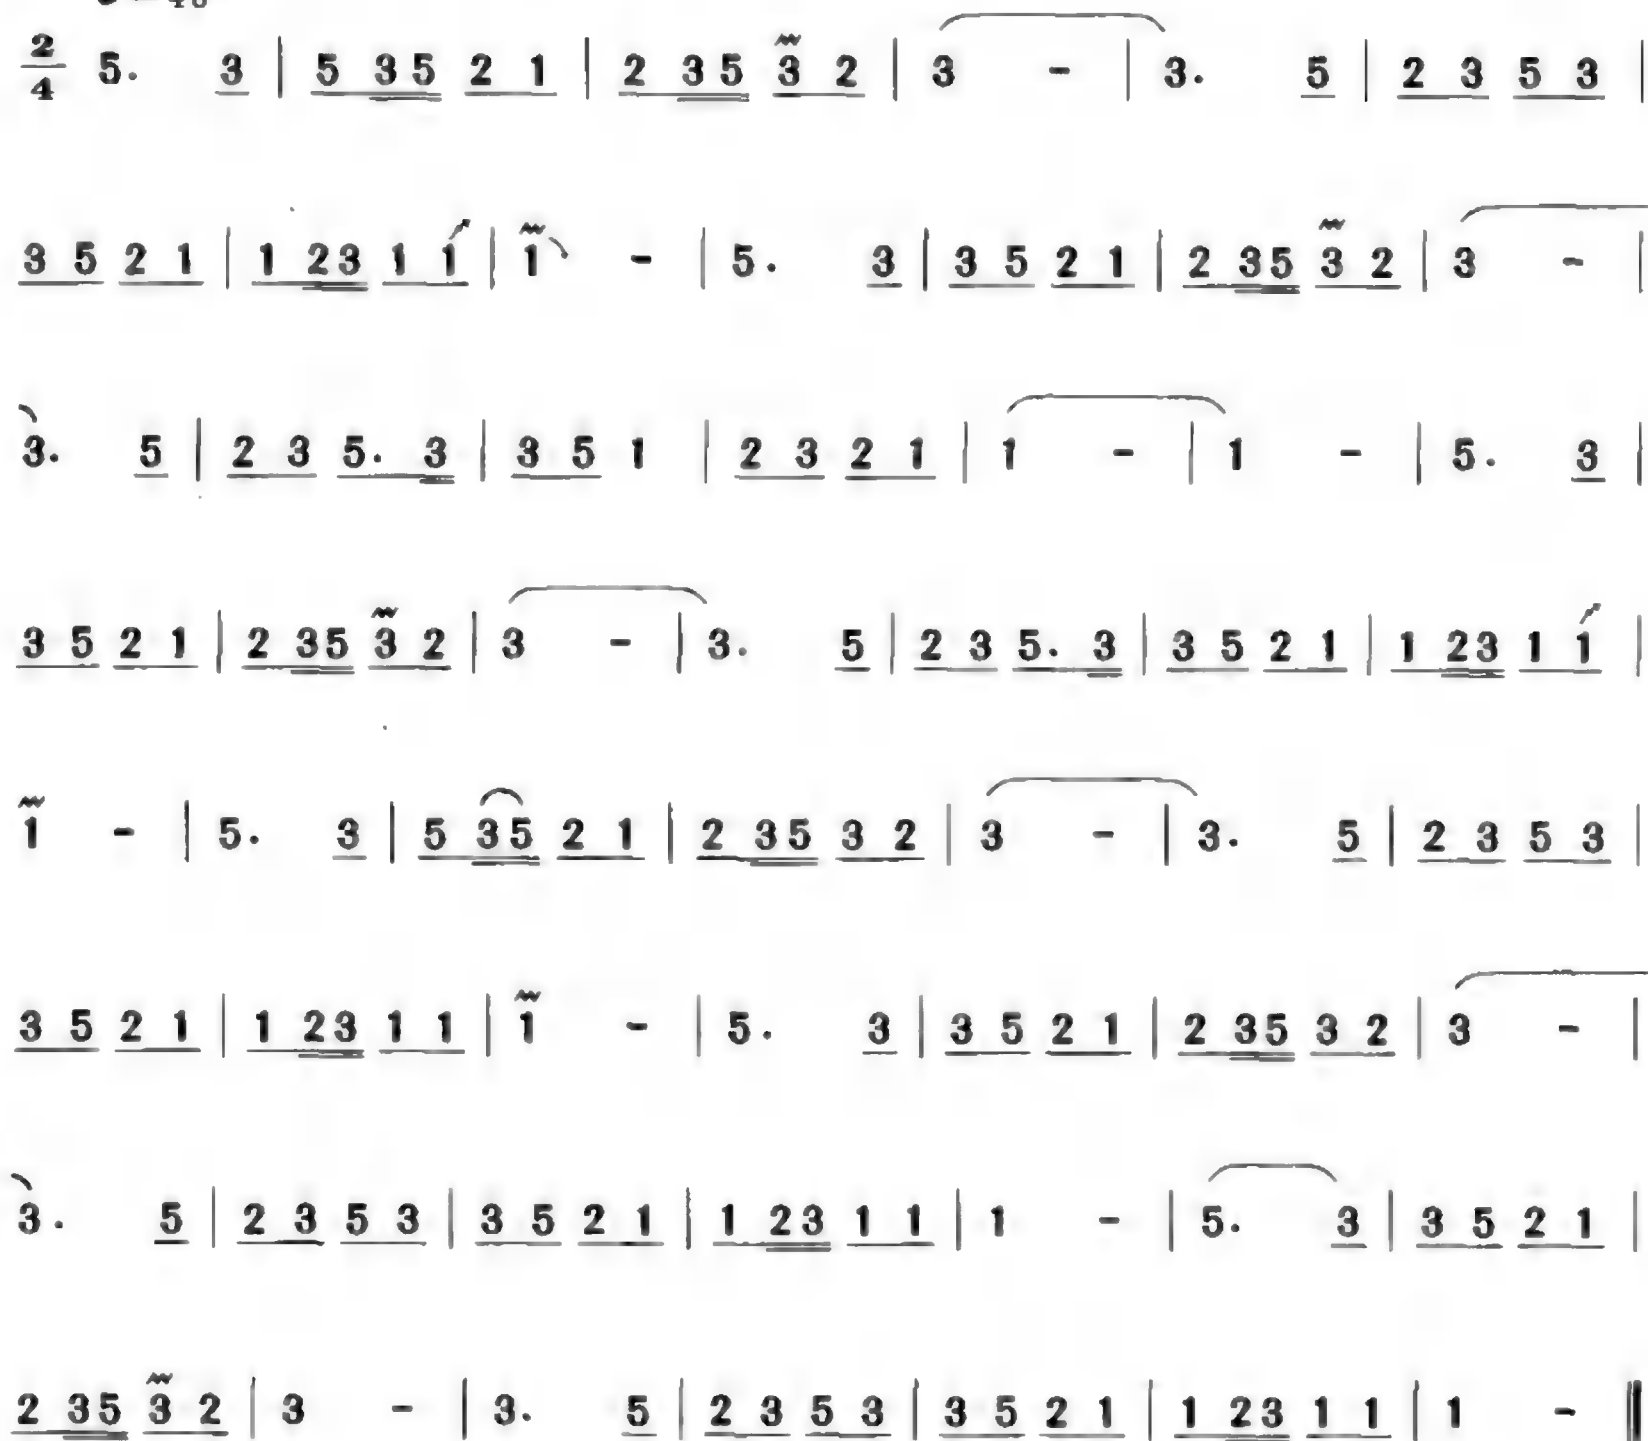 2/4 5. 3 | 5 35 2 1 | 2 35 3 2 | 3 - | 3. 5 | 2 3 5 3 |
3 5 2 1 | 1 23 1 1 | 1 - | 5. 3 | 3 5 2 1 | 2 35 3 2 | 3 - |
3. 5 | 2 3 5. 3 | 3 5 1 | 2 3 2 1 | 1 - | 1 - | 5. 3 |
3 5 2 1 | 2 35 3 2 | 3 - | 3. 5 | 2 3 5. 3 | 3 5 2 1 | 1 23 1 1 |
1 - | 5. 3 | 5 35 2 1 | 2 35 3 2 | 3 - | 3. 5 | 2 3 5 3 |
3 5 2 1 | 1 23 1 1 | 1 - | 5. 3 | 3 5 2 1 | 2 35 3 2 | 3 - |
3. 5 | 2 3 5 3 | 3 5 2 1 | 1 23 1 1 | 1 - | 5. 3 | 3 5 2 1 |
2 35 3 2 | 3 - | 3. 5 | 2 3 5 3 | 3 5 2 1 | 1 23 1 1 | 1 - ‖